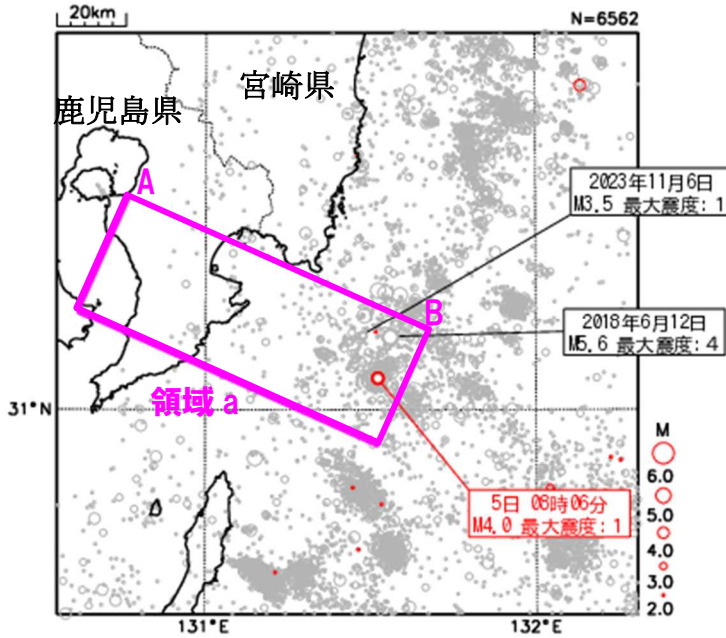 20km
N=6562
宮崎県
鹿児島県
A
2023年11月6日
M3.5 最大震度:1
B
2018年6月12日
M5.6 最大震度:4
領域a
31°N
M
6.0
5.0
4.0
3.0
2.0
5日 08時06分
M4.0 最大震度:1
131°E
132°E